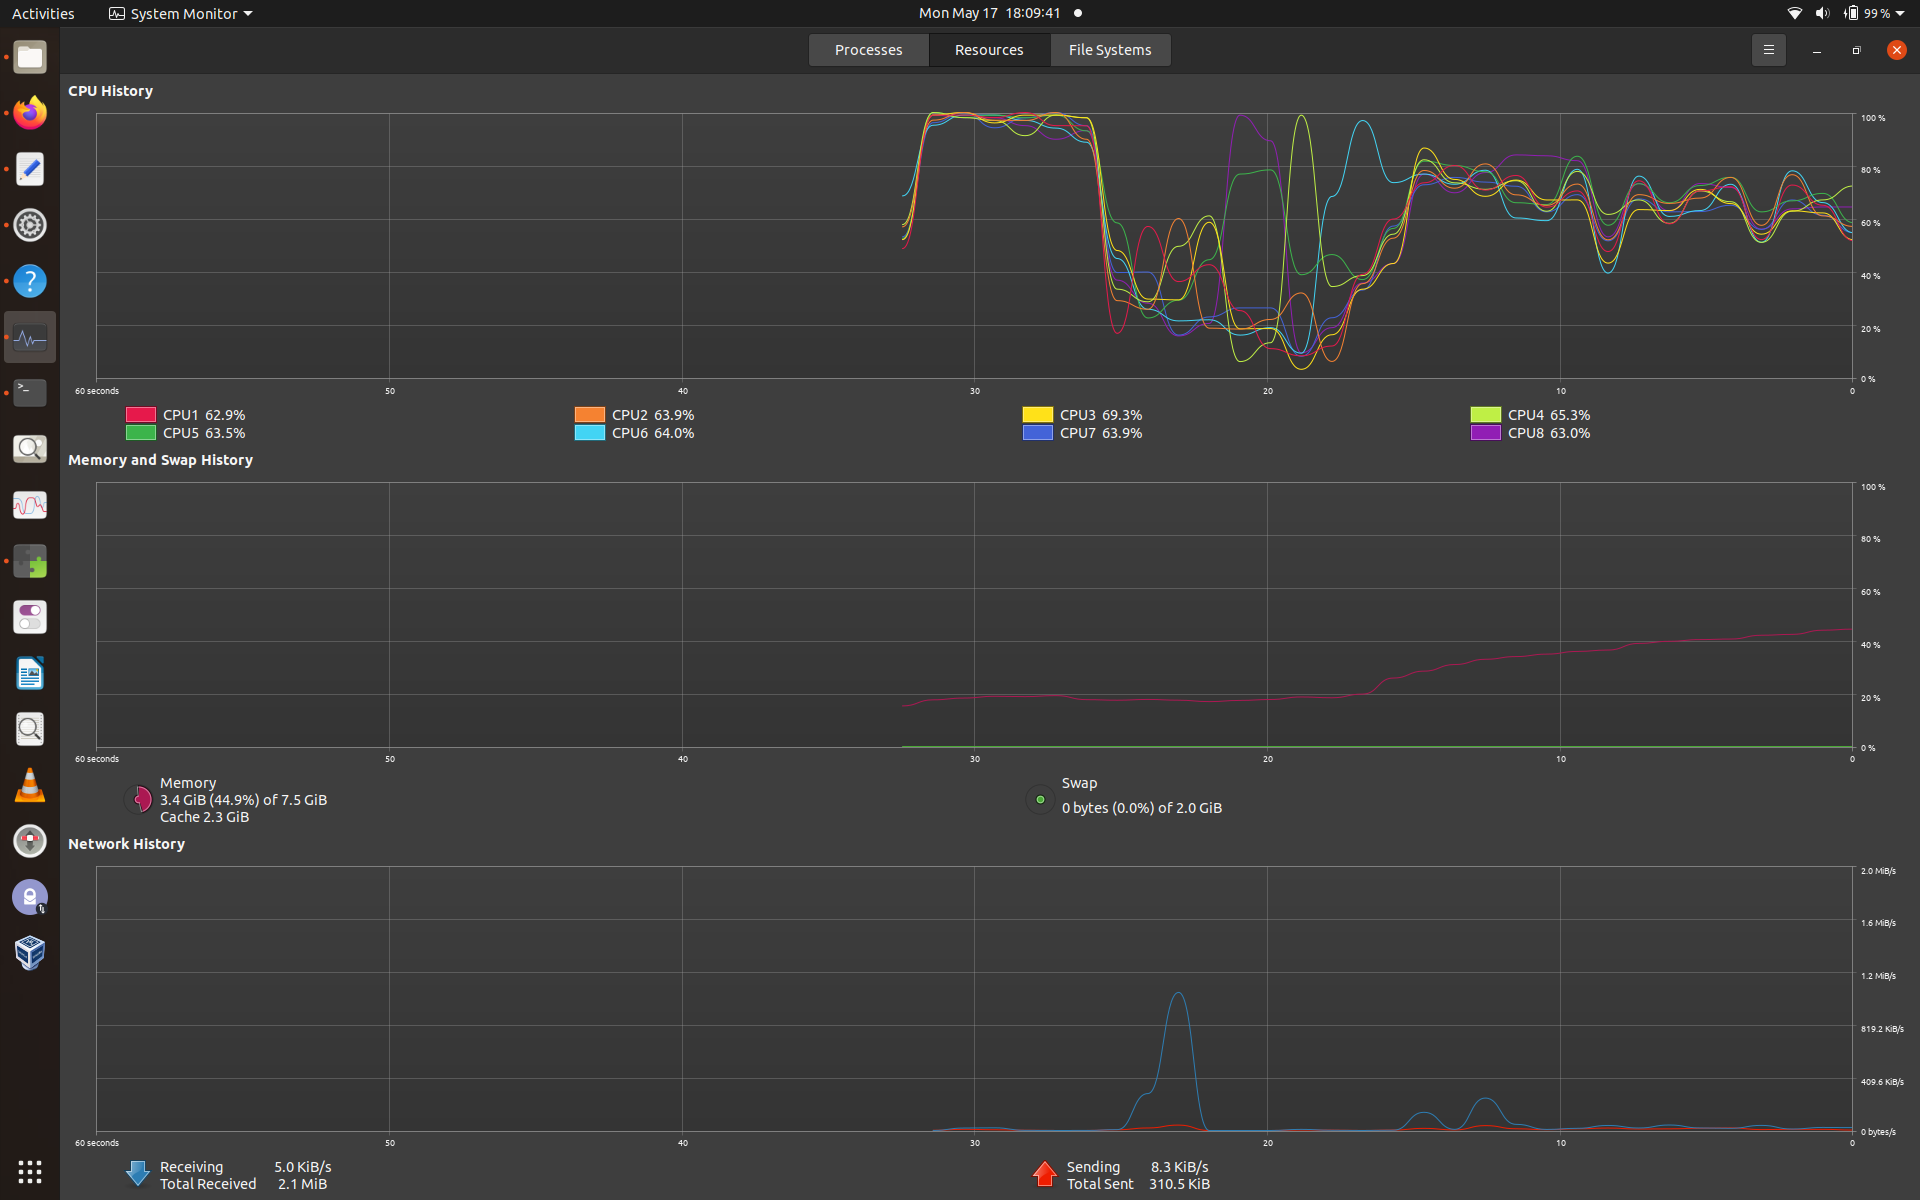 Activities System Monitor Mon May 17 18:09:41 99 %
Processes Resources File Systems
CPU History
100 %
80 %
60 %
40 %
20 %
0 %
60 seconds 50 40 30 20 10 0
CPU1 62.9% CPU2 63.9% CPU3 69.3% CPU4 65.3%
CPU5 63.5% CPU6 64.0% CPU7 63.9% CPU8 63.0%
Memory and Swap History
100 %
80 %
60 %
40 %
20 %
0 %
60 seconds 50 40 30 20 10 0
Memory
3.4 GiB (44.9%) of 7.5 GiB
Cache 2.3 GiB
Swap
0 bytes (0.0%) of 2.0 GiB
Network History
2.0 MiB/s
1.6 MiB/s
1.2 MiB/s
819.2 KiB/s
409.6 KiB/s
0 bytes/s
60 seconds 50 40 30 20 10 0
Receiving 5.0 KiB/s
Total Received 2.1 MiB
Sending 8.3 KiB/s
Total Sent 310.5 KiB